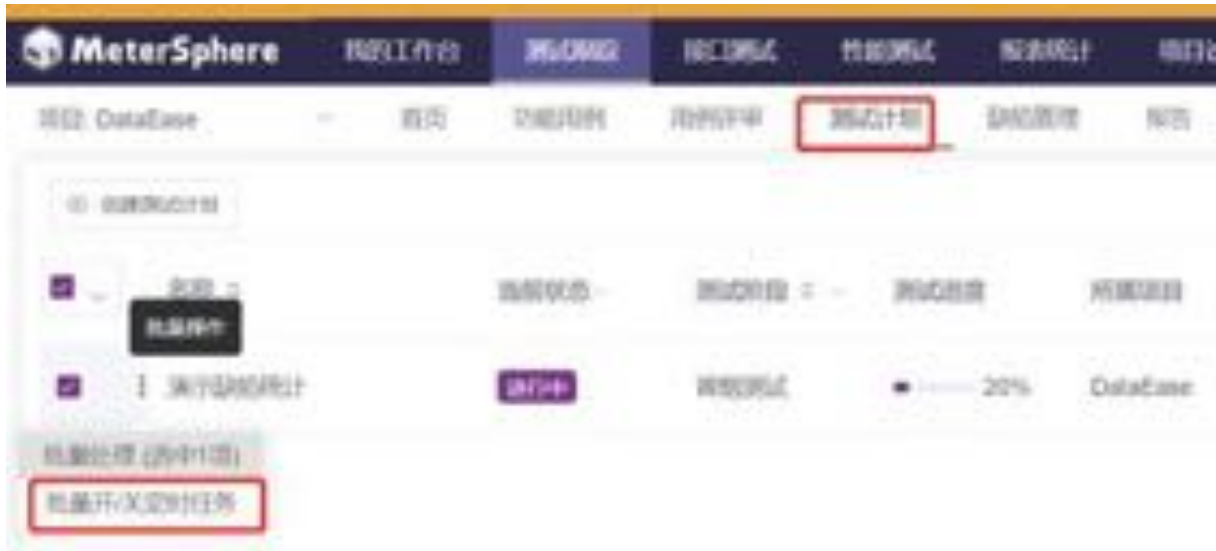 MeterSphere 我的工作台 测试跟踪 接口测试 性能测试 报表统计
项目: DataEase 首页 功能用例 用例评审 测试计划 缺陷管理 报告
创建测试计划
名称 当前状态 测试阶段 测试进度 所属项目
批量操作
演示缺陷统计 进行中 20% DataEase
批量处理 (选中1项)
批量开/关定时任务